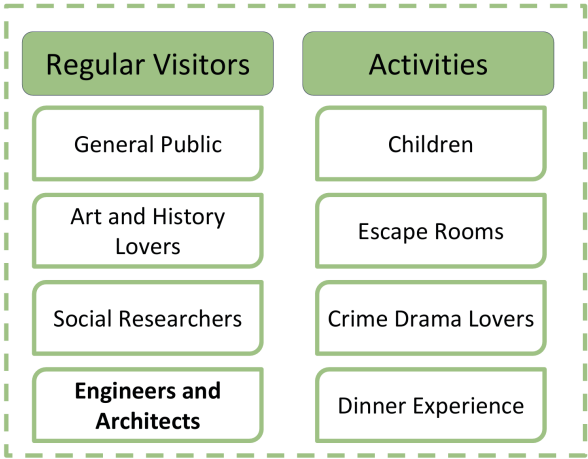 Regular Visitors
General Public
Art and History
Lovers
Social Researchers
Engineers and
Architects
Activities
Children
Escape Rooms
Crime Drama Lovers
Dinner Experience